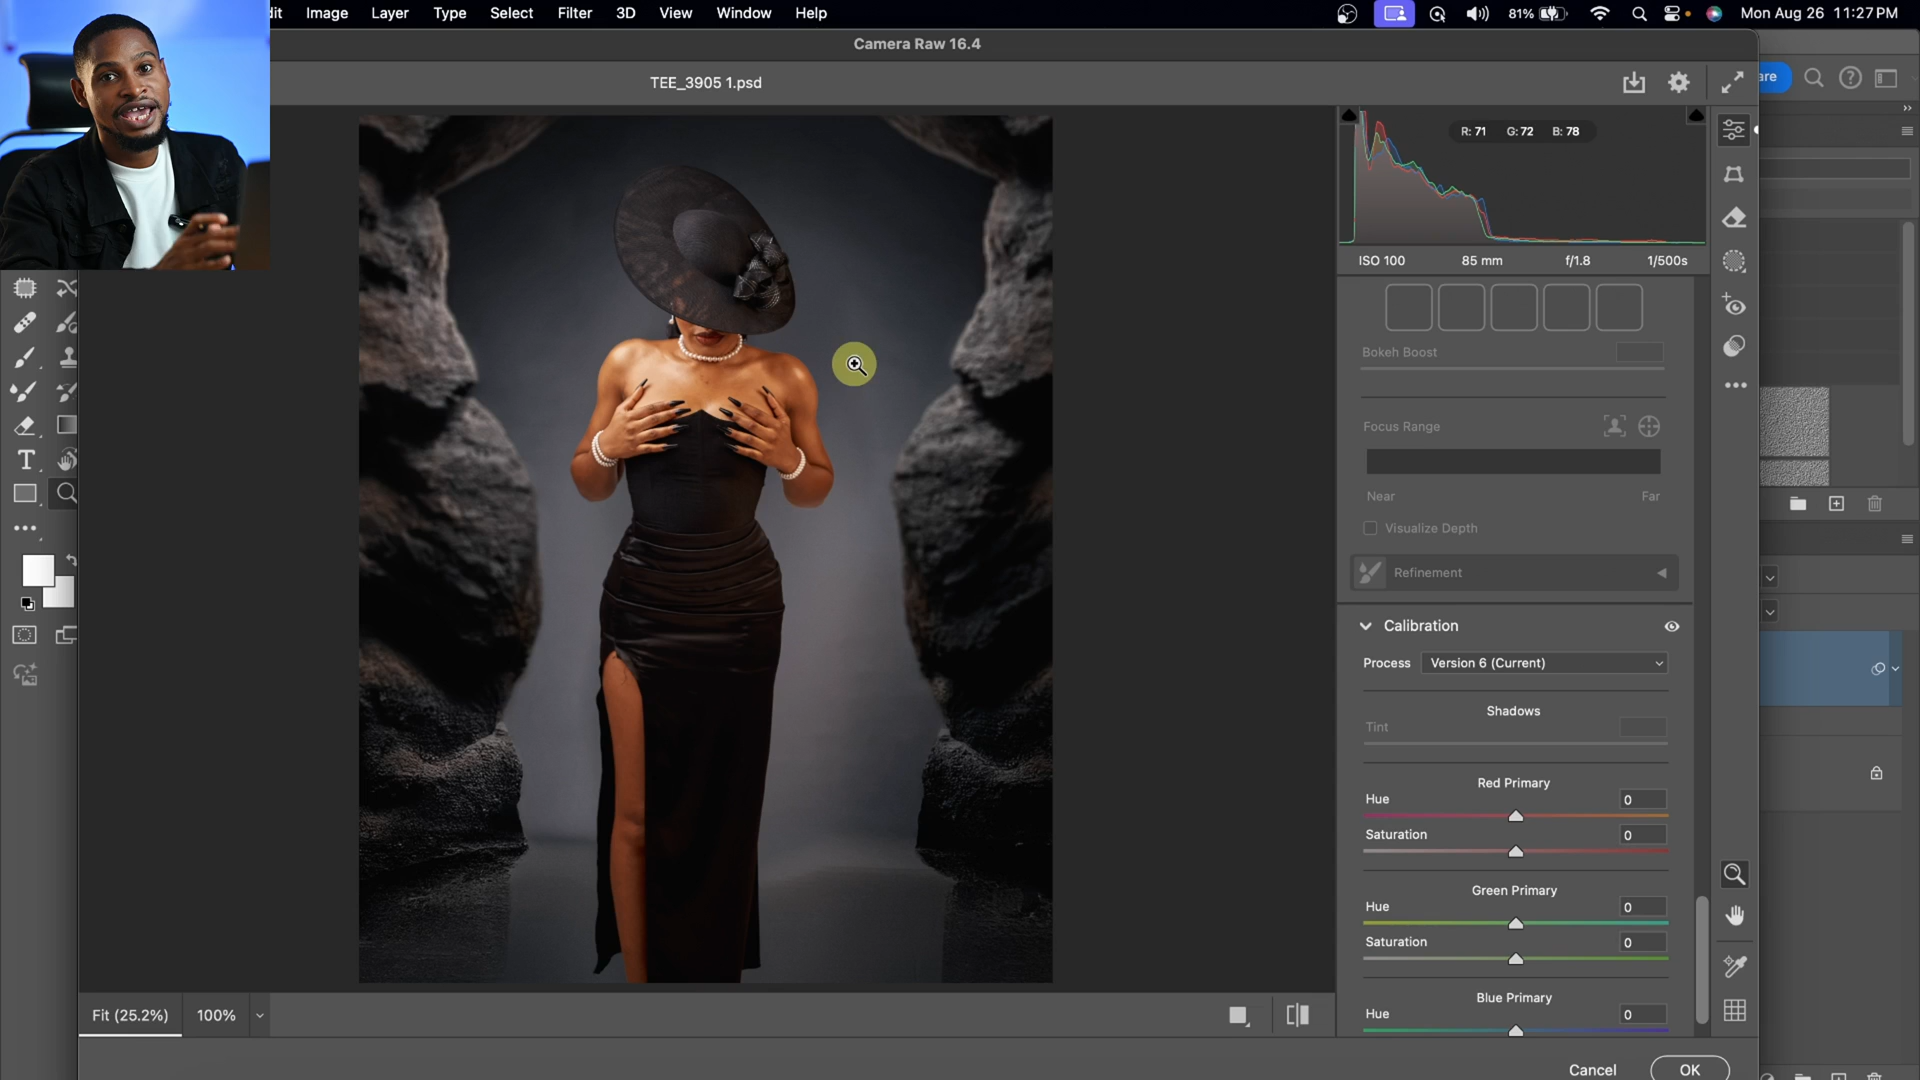 dit Image Layer Type Select Filter 3D View Window Help 81% Mon Aug 26 11:27 PM
Camera Raw 16.4
TEE_3905 1.psd
are
R: 71 G: 72 B: 78
ISO 100 85 mm f/1.8 1/500s
Bokeh Boost
Focus Range
Near Far
Visualize Depth
Refinement
Calibration
Process Version 6 (Current)
Shadows
Tint
Red Primary
Hue 0
Saturation 0
Green Primary
Hue 0
Saturation 0
Blue Primary
Hue 0
Fit (25.2%) 100%
Cancel OK